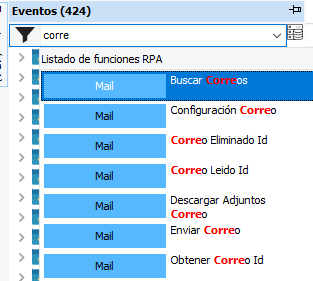 Eventos (424)
corre
Listado de funciones RPA
Mail Buscar Correos
Mail Configuración Correo
Mail Correo Eliminado Id
Mail Correo Leido Id
Mail Descargar Adjuntos
Correo
Mail Enviar Correo
Mail Obtener Correo Id